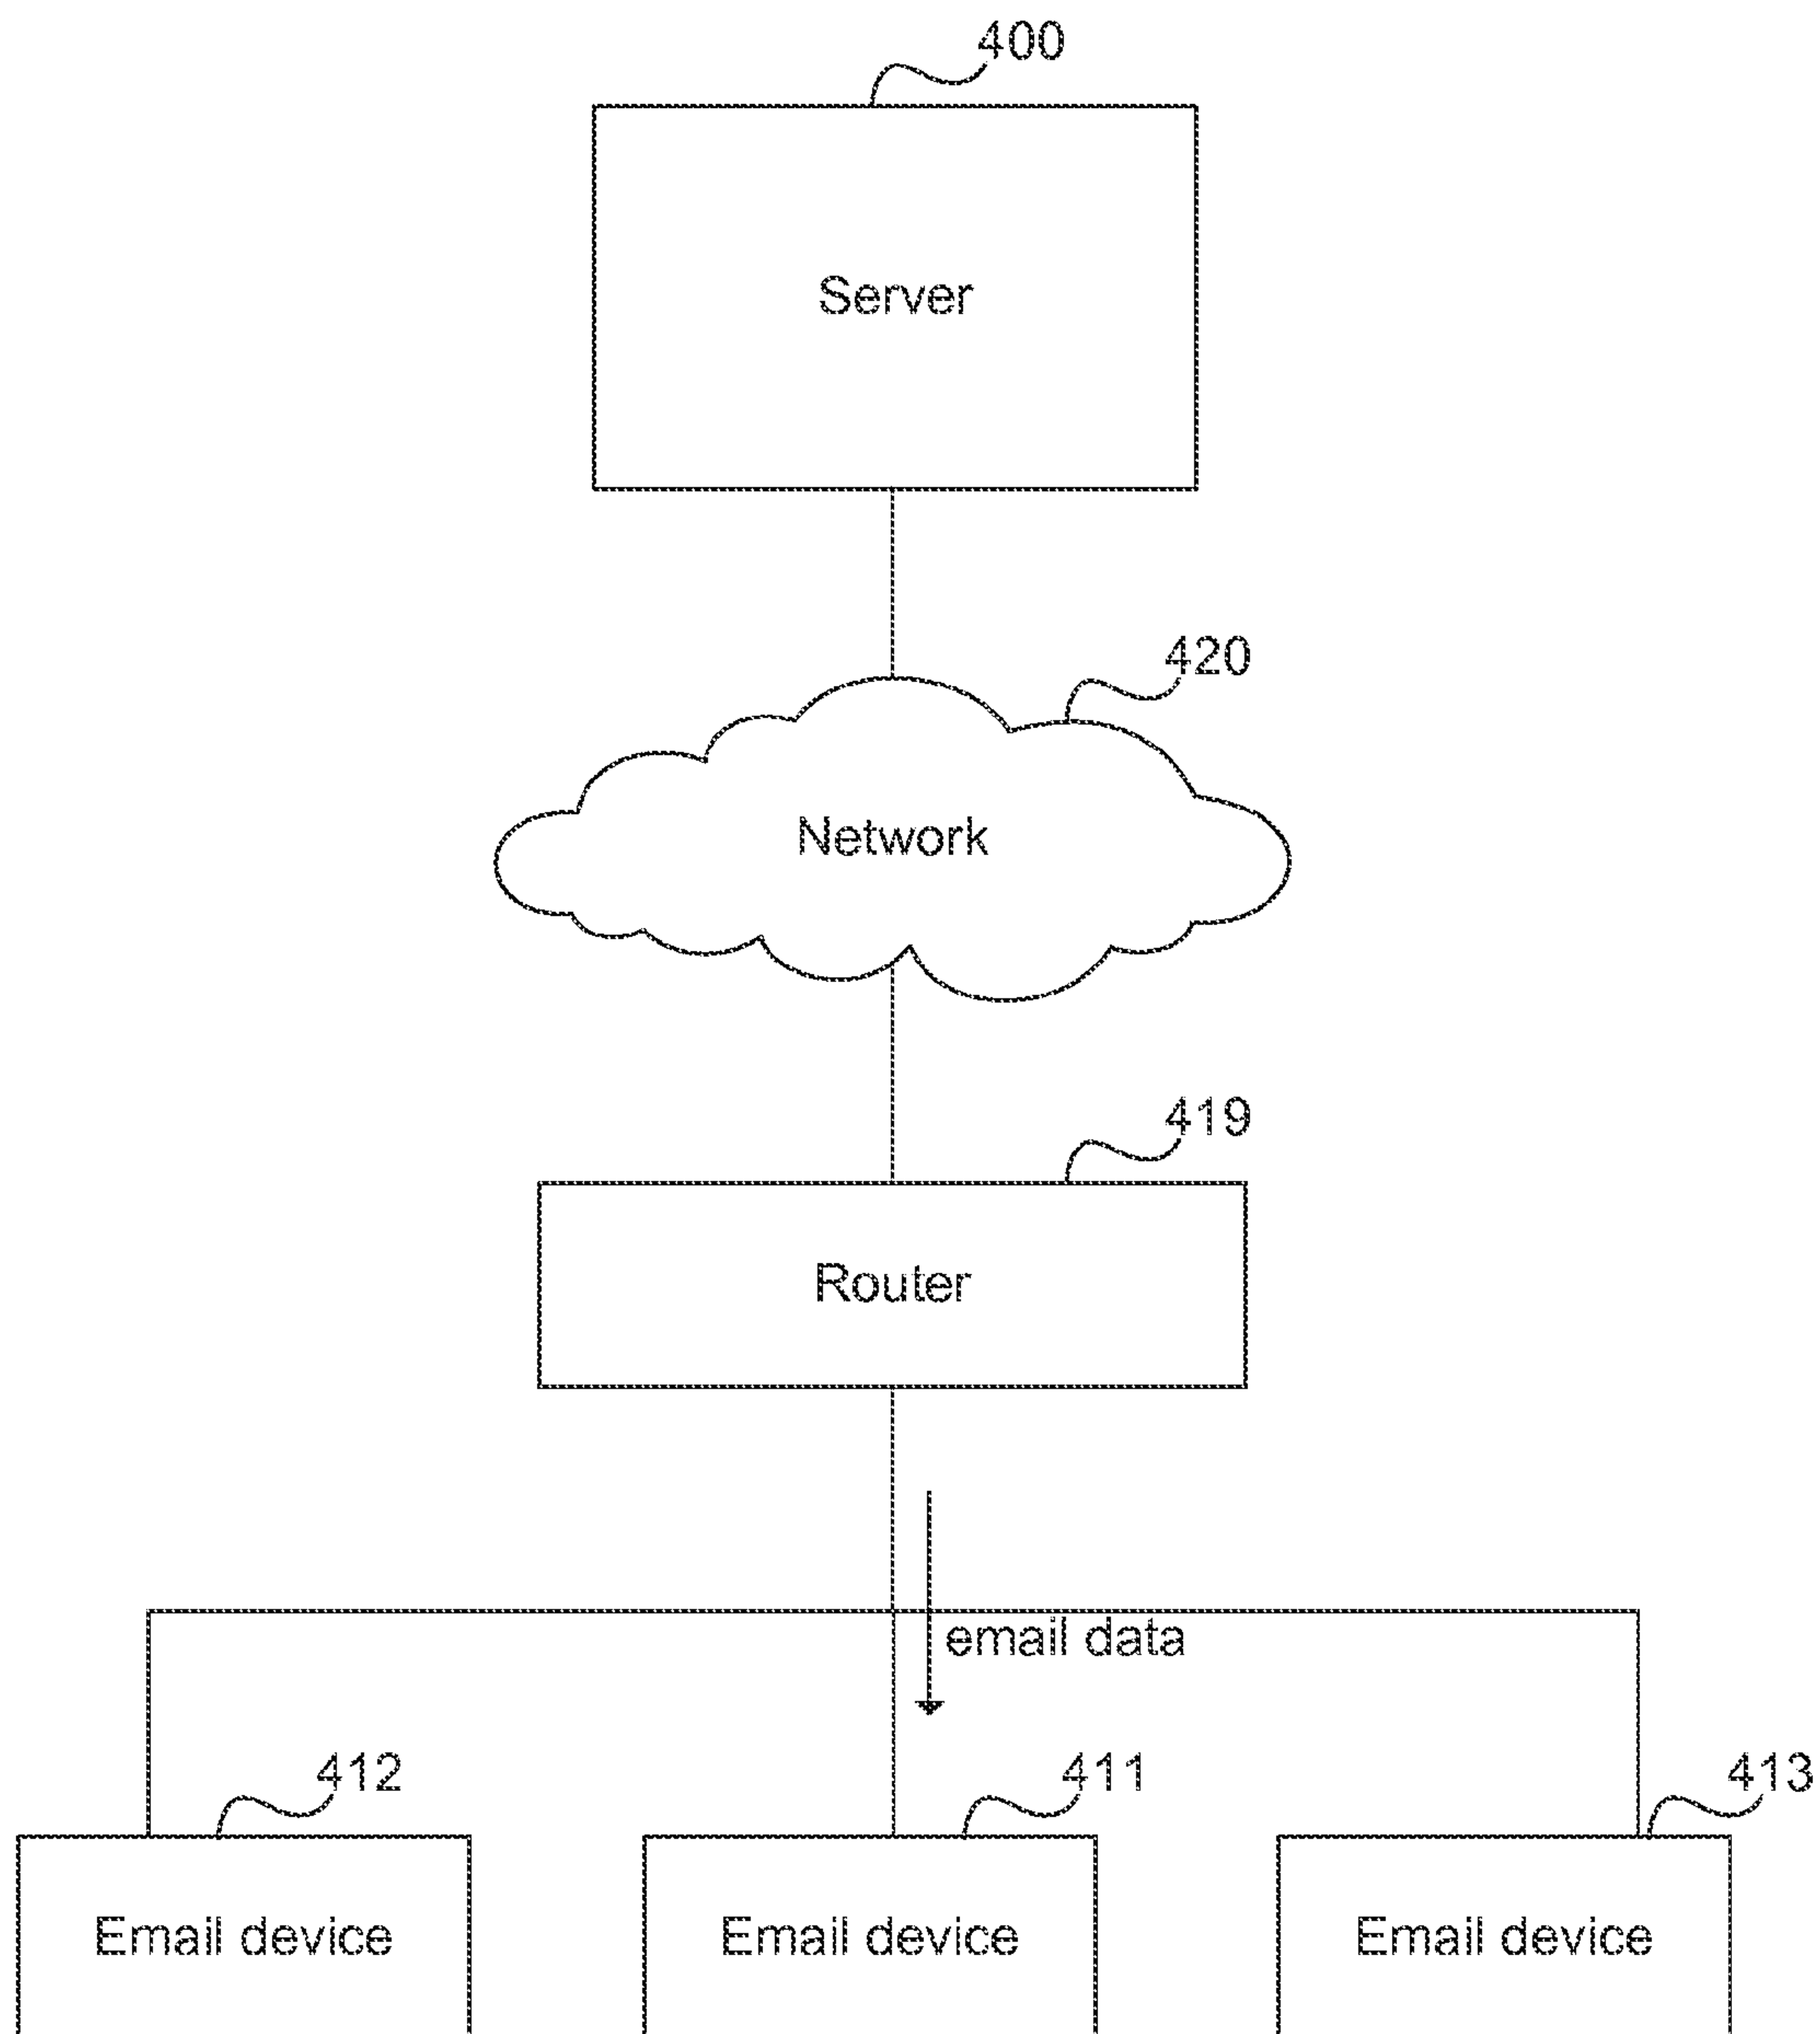 400
Server
420
Network
419
Router
email data
412
411
413
Email device
Email device
Email device